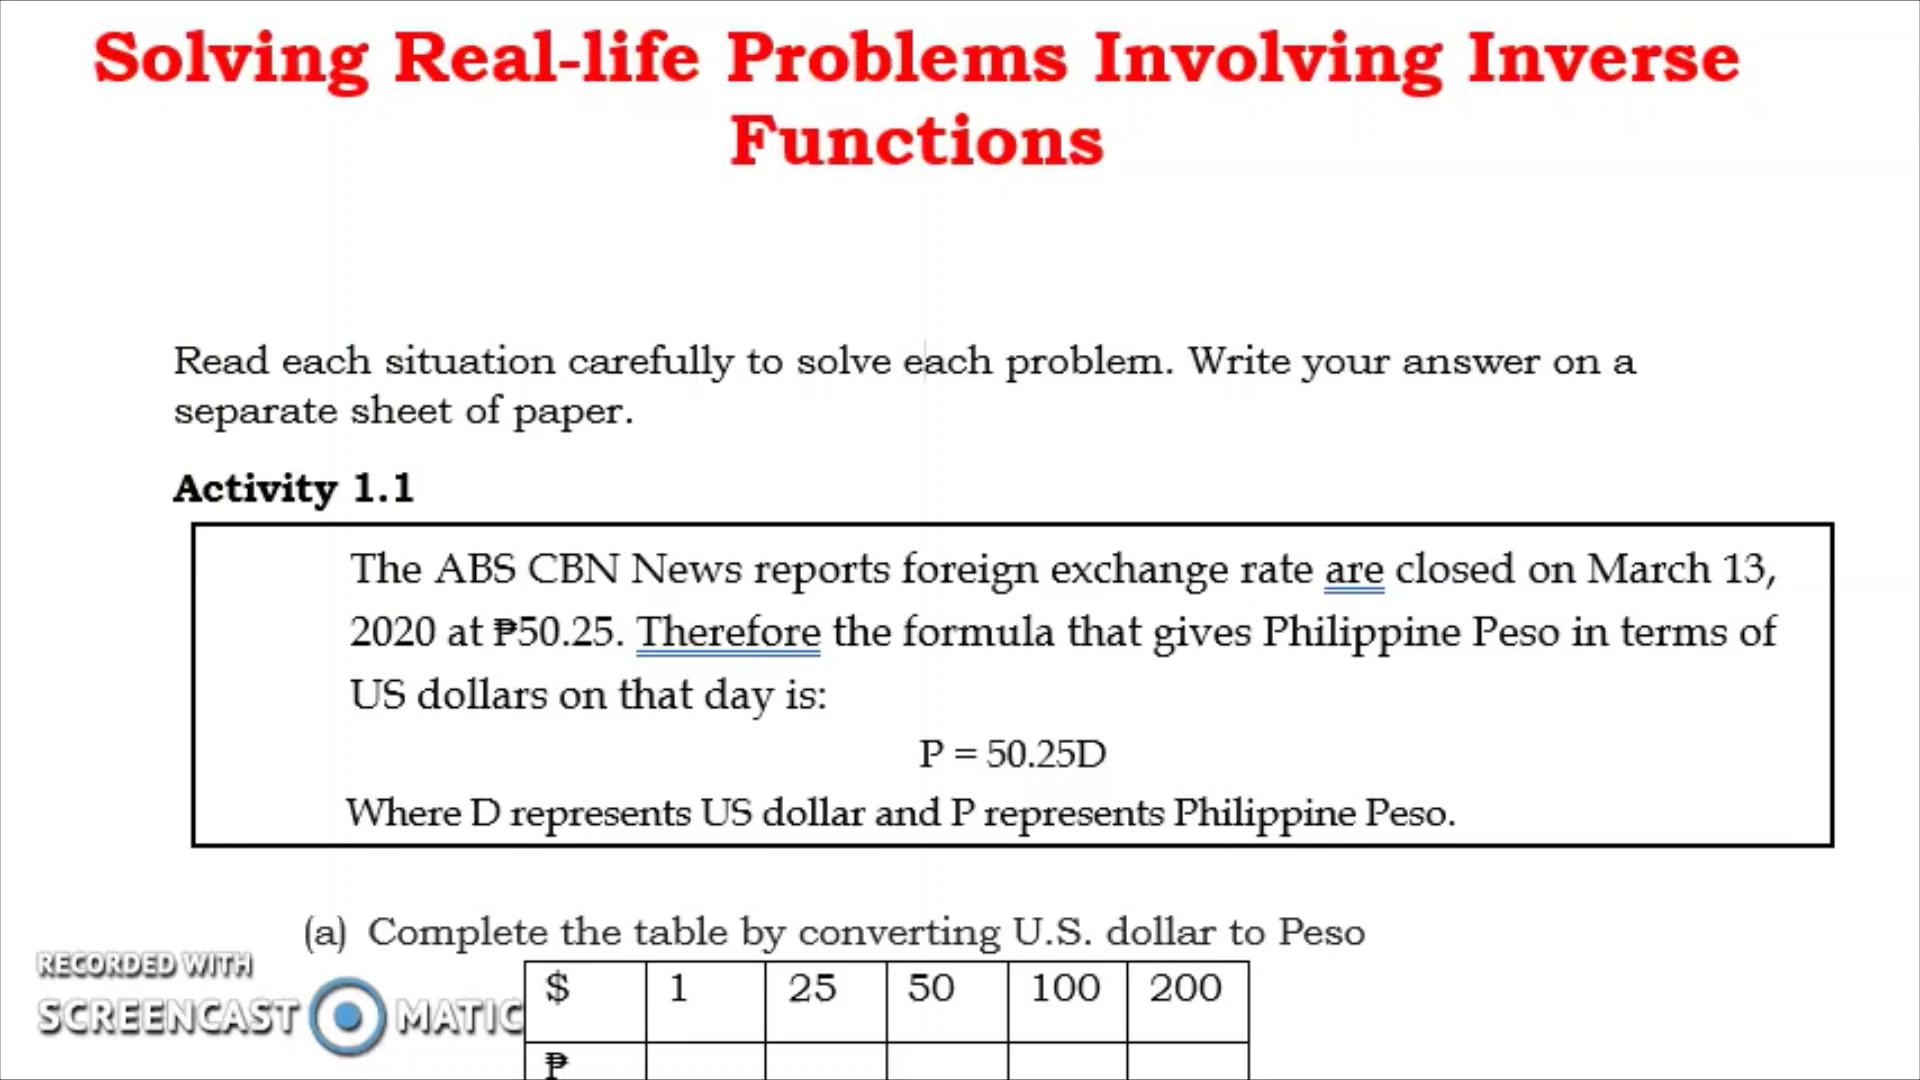 Solving Real-life Problems Involving Inverse
Functions
Read each situation carefully to solve each problem. Write your answer on a
separate sheet of paper.
Activity 1.1
The ABS CBN News reports foreign exchange rate are closed on March 13,
2020 at ₱50.25. Therefore the formula that gives Philippine Peso in terms of
US dollars on that day is:
P = 50.25D
Where D represents US dollar and P represents Philippine Peso.
(a) Complete the table by converting U.S. dollar to Peso
$ 1 25 50 100 200
₱
RECORDED WITH
SCREENCAST MATIC